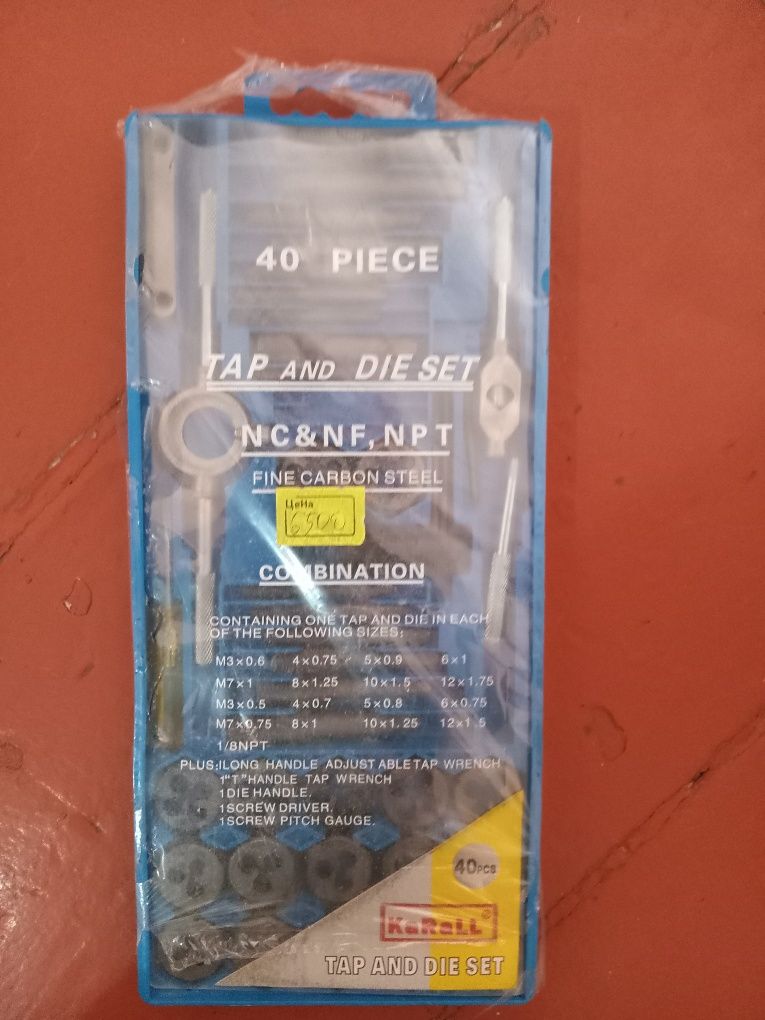 40 PIECE
TAP AND DIE SET
NC&NF, NPT
FINE CARBON STEEL
Цена
6500
COMBINATION
CONTAINING ONE TAP AND DIE IN EACH
OF THE FOLLOWING SIZES:
M3×0.6 4×0.75 5×0.9 6×1
M7×1 8×1.25 10×1.5 12×1.75
M3×0.5 4×0.7 5×0.8 6×0.75
M7×0.75 8×1 10×1.25 12×1.5
1/8NPT
PLUS:1LONG HANDLE ADJUST ABLETAP WRENCH
1"T"HANDLE TAP WRENCH
1DIE HANDLE.
1SCREW DRIVER.
1SCREW PITCH GAUGE.
40PCS
KaRaLL®
TAP AND DIE SET